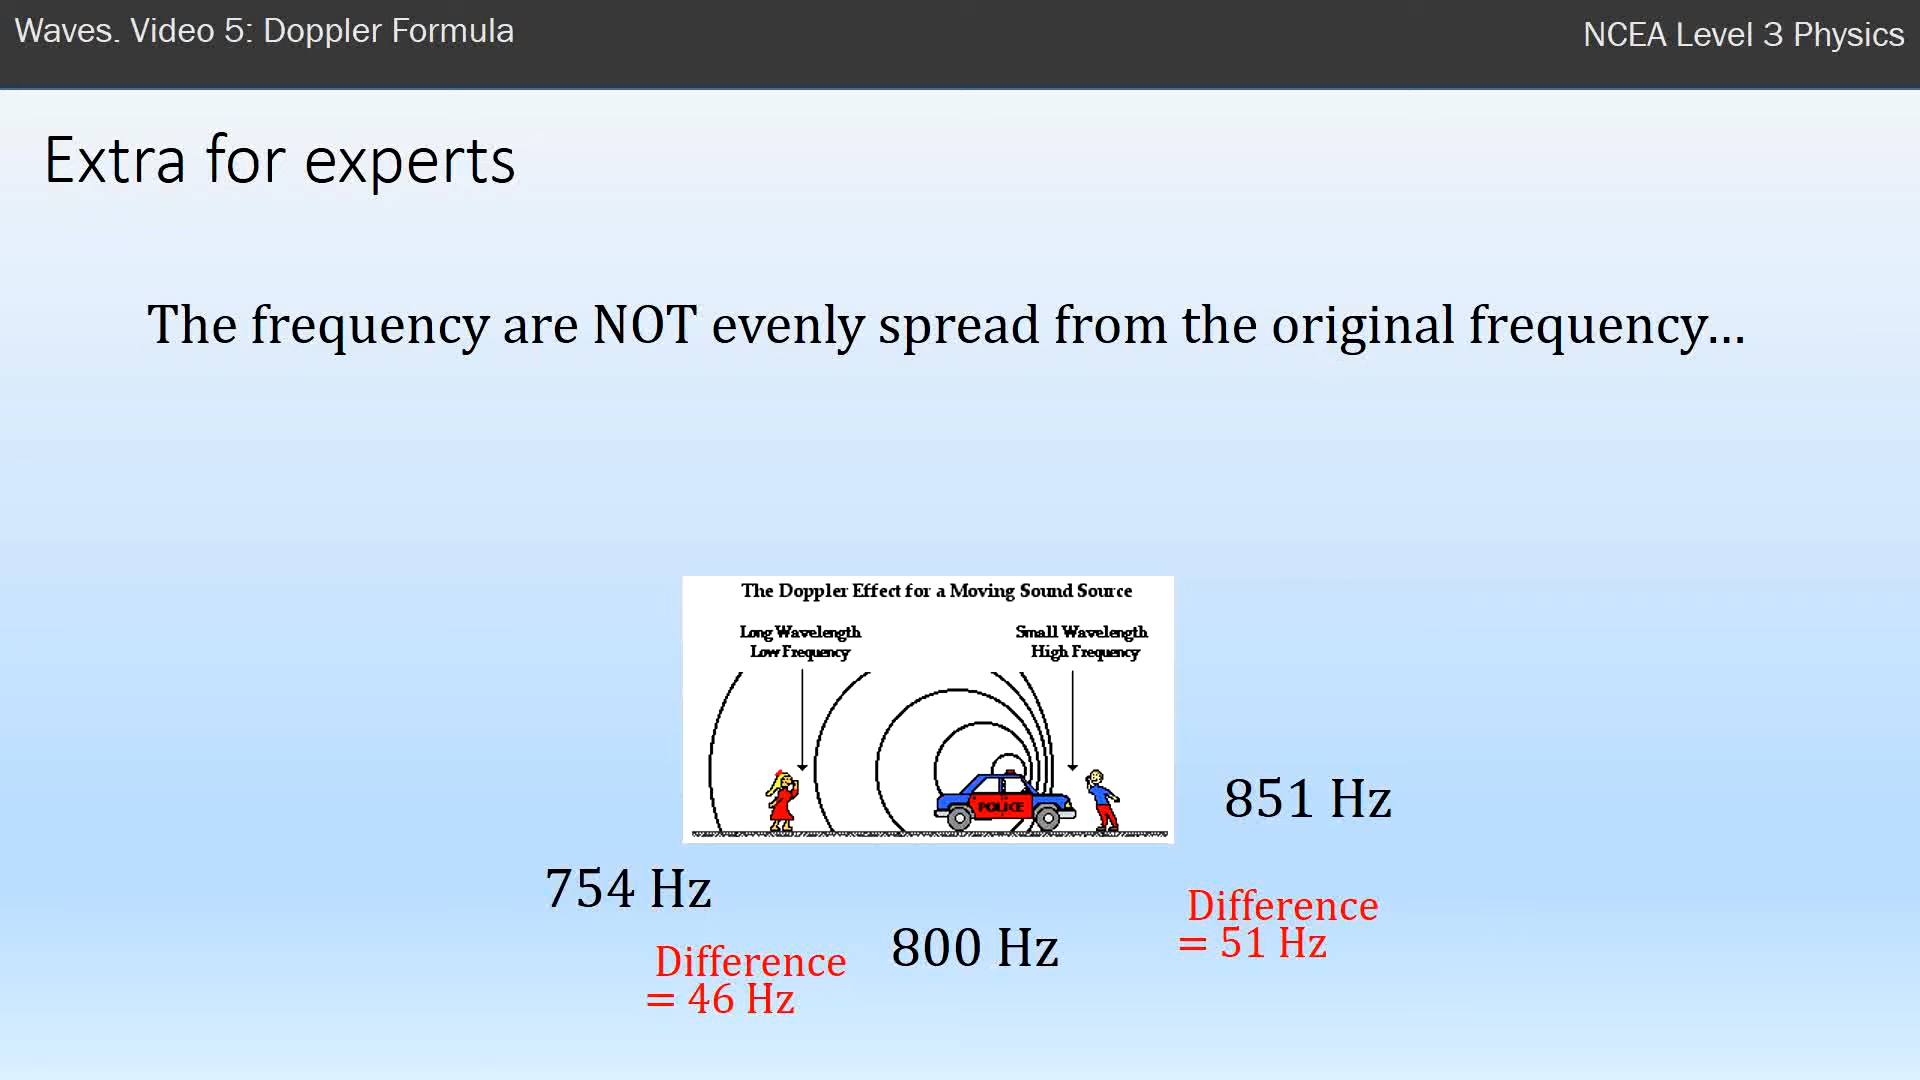 Waves. Video 5: Doppler Formula
NCEA Level 3 Physics
Extra for experts
The frequency are NOT evenly spread from the original frequency...
The Doppler Effect for a Moving Sound Source
Long Wavelength
Low Frequency
Small Wavelength
High Frequency
POLICE
851 Hz
754 Hz
Difference
= 51 Hz
800 Hz
Difference
= 46 Hz